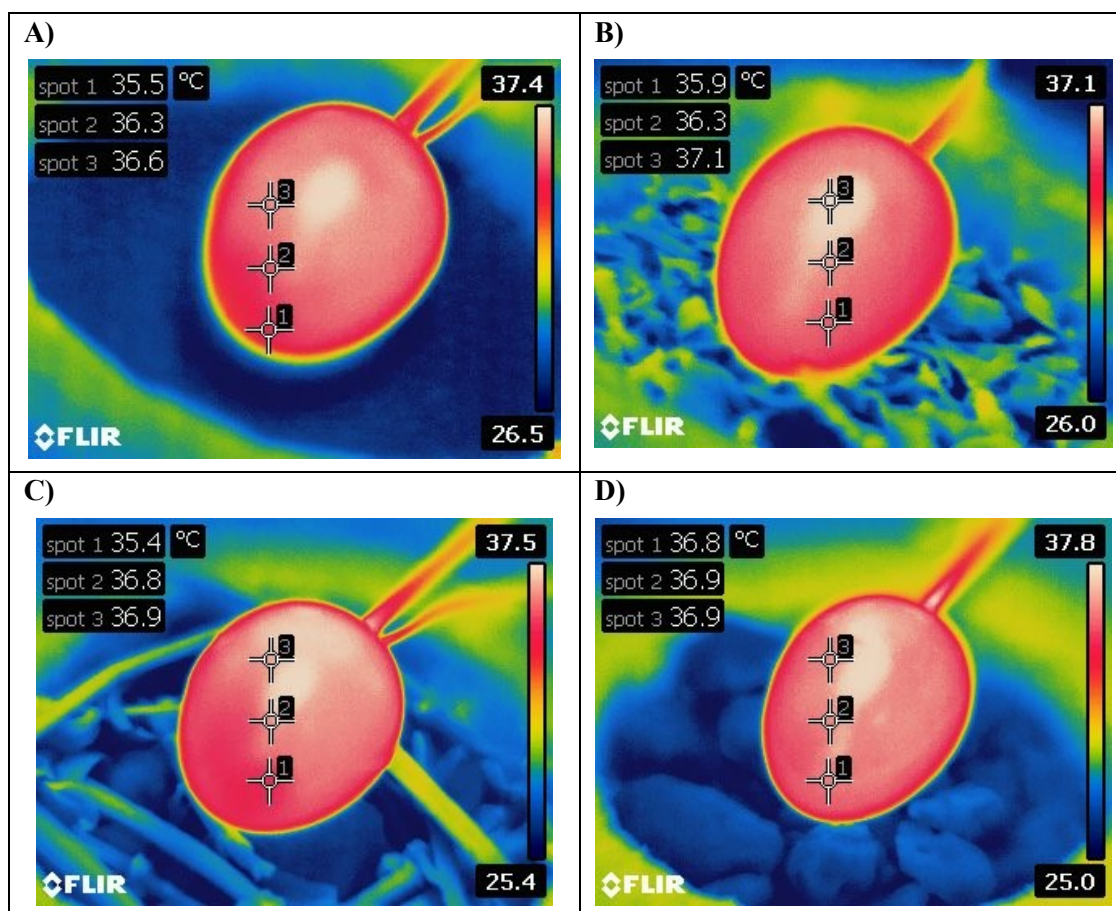 A)
spot 1 35.5 °C
spot 2 36.3
spot 3 36.6
37.4
3
2
1
FLIR
26.5
B)
spot 1 35.9 °C
spot 2 36.3
spot 3 37.1
37.1
3
2
1
FLIR
26.0
C)
spot 1 35.4 °C
spot 2 36.8
spot 3 36.9
37.5
3
2
1
FLIR
25.4
D)
spot 1 36.8 °C
spot 2 36.9
spot 3 36.9
37.8
3
2
1
FLIR
25.0